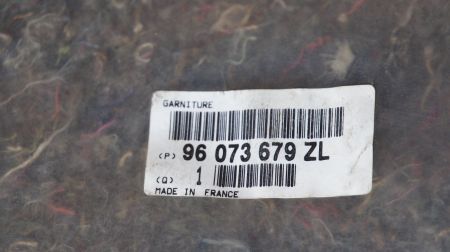 GARNITURE
(P) 96 073 679 ZL
(Q) 1
MADE IN FRANCE